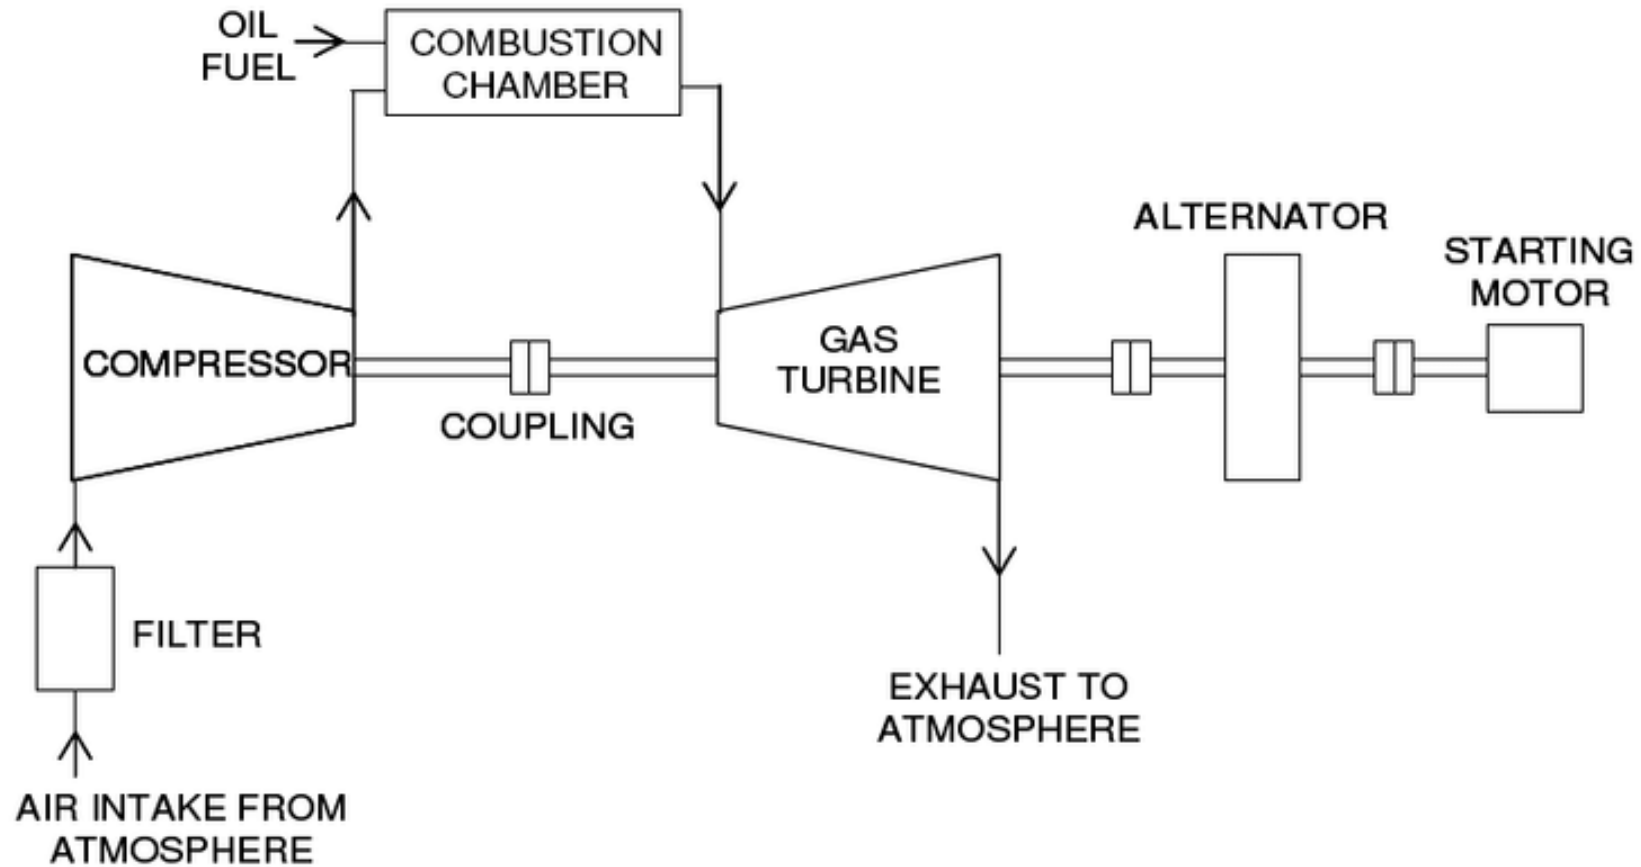 OIL
FUEL
COMBUSTION
CHAMBER
ALTERNATOR
STARTING
MOTOR
COMPRESSOR
GAS
TURBINE
COUPLING
FILTER
EXHAUST TO
ATMOSPHERE
AIR INTAKE FROM
ATMOSPHERE